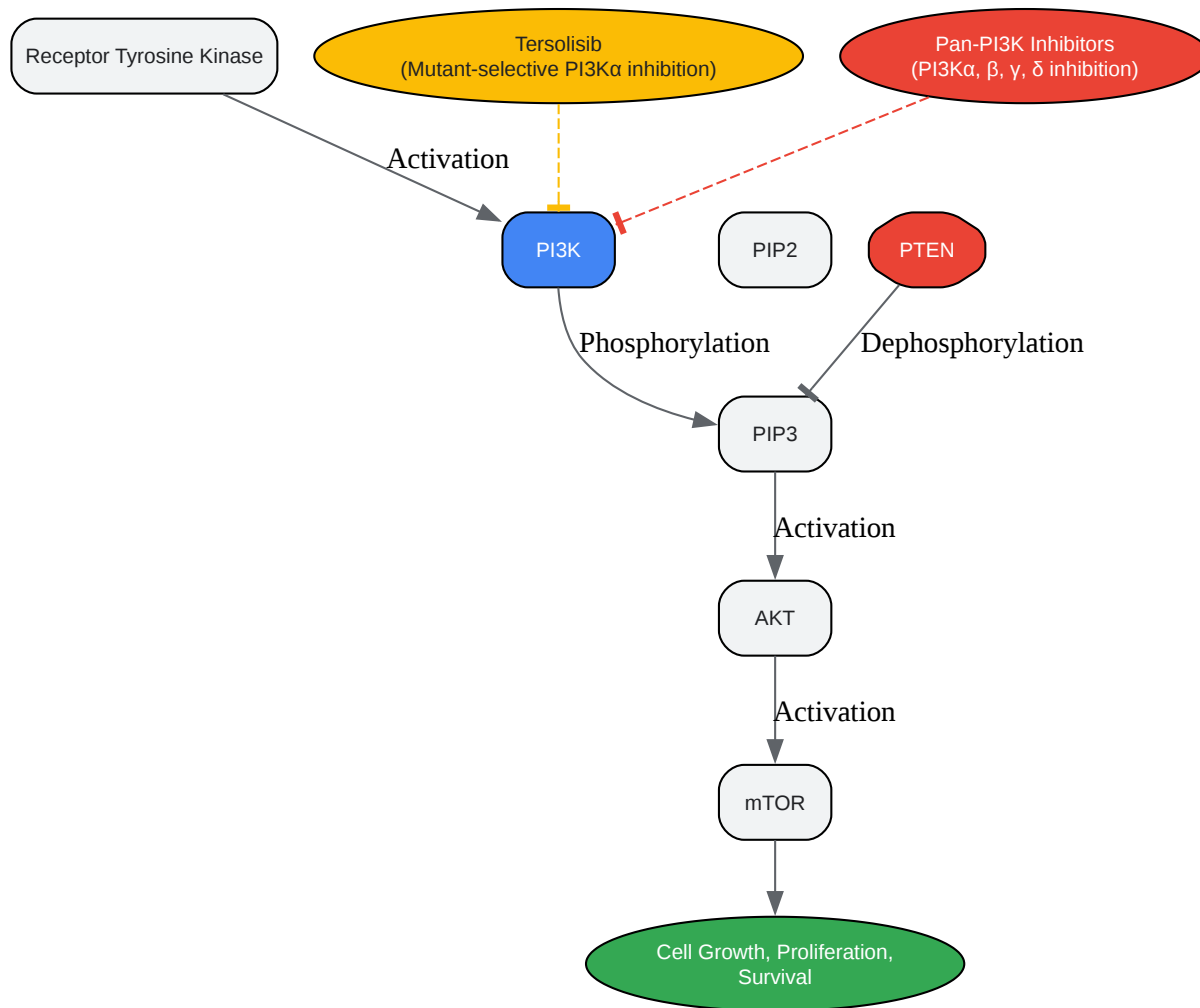 Receptor Tyrosine Kinase
Tersolisib
(Mutant-selective PI3Kα inhibition)
Pan-PI3K Inhibitors
(PI3Kα, β, γ, δ inhibition)
Activation
PI3K
PIP2
PTEN
Phosphorylation
Dephosphorylation
PIP3
Activation
AKT
Activation
mTOR
Cell Growth, Proliferation,
Survival